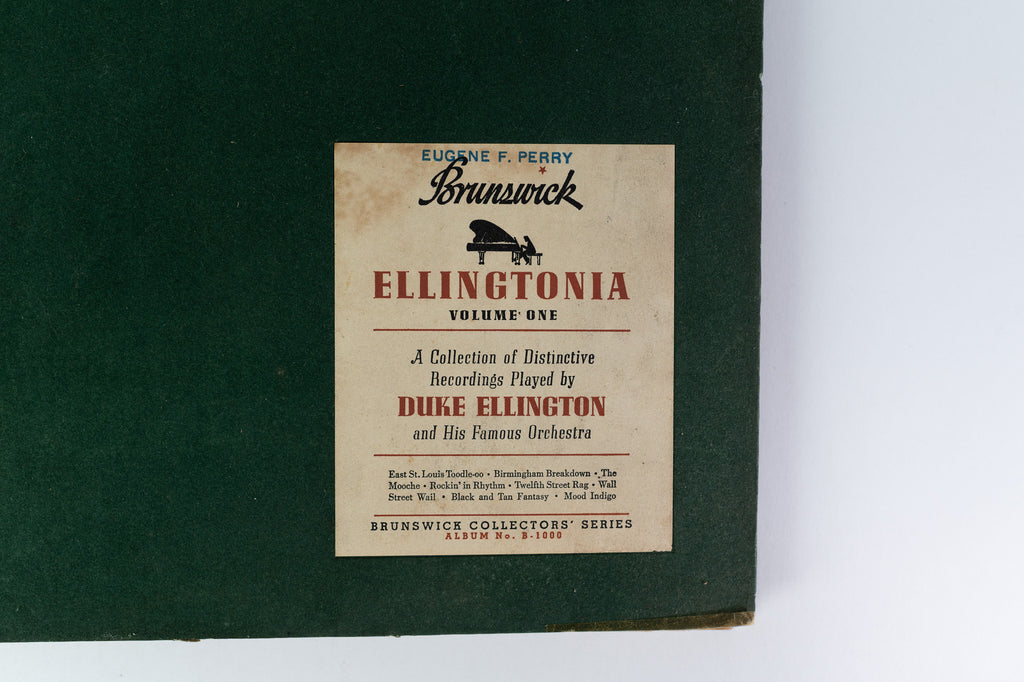 EUGENE F. PERRY
Brunswick
ELLINGTONIA
VOLUME ONE
A Collection of Distinctive
Recordings Played by
DUKE ELLINGTON
and His Famous Orchestra
East St. Louis Toodle-oo • Birmingham Breakdown • The
Mooche • Rockin' in Rhythm • Twelfth Street Rag • Wall
Street Wail • Black and Tan Fantasy • Mood Indigo
BRUNSWICK COLLECTORS' SERIES
ALBUM No. B-1000